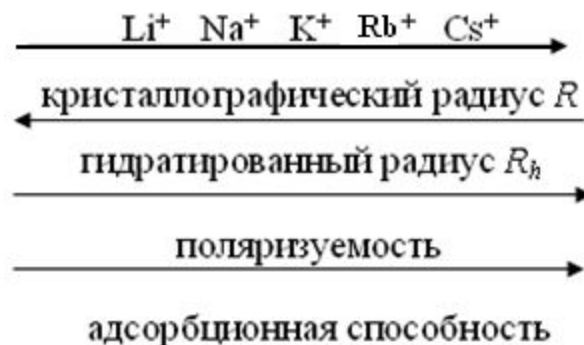 Li⁺ Na⁺ K⁺ Rb⁺ Cs⁺
кристаллографический радиус R
гидратированный радиус Rₕ
поляризуемость
адсорбционная способность